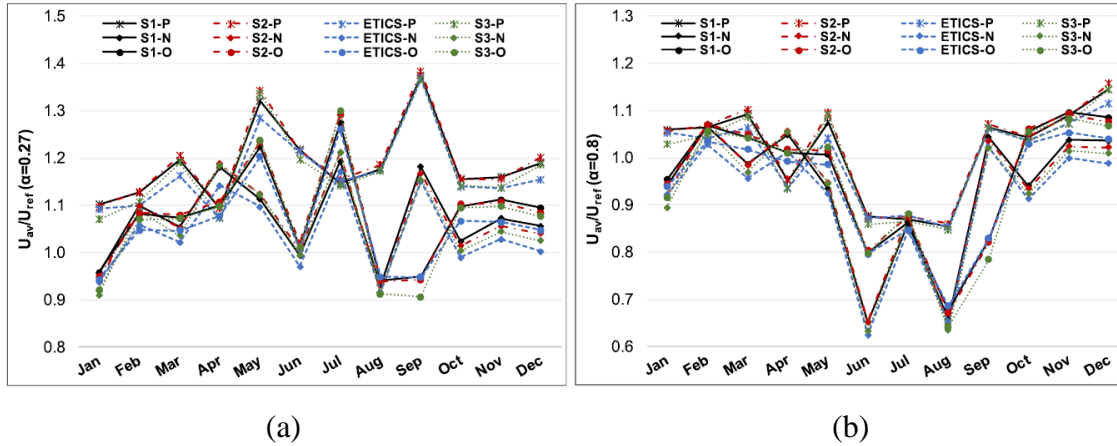 S1-P S2-P ETICS-P S3-P
S1-N S2-N ETICS-N S3-N
S1-O S2-O ETICS-O S3-O
1.5
1.4
1.3
1.2
1.1
1.0
0.9
0.8
Uav/Uref (α=0.27)
Jan Feb Mar Apr May Jun Jul Aug Sep Oct Nov Dec
(a)
S1-P S2-P ETICS-P S3-P
S1-N S2-N ETICS-N S3-N
S1-O S2-O ETICS-O S3-O
1.3
1.2
1.1
1.0
0.9
0.8
0.7
0.6
Uav/Uref (α=0.8)
Jan Feb Mar Apr May Jun Jul Aug Sep Oct Nov Dec
(b)